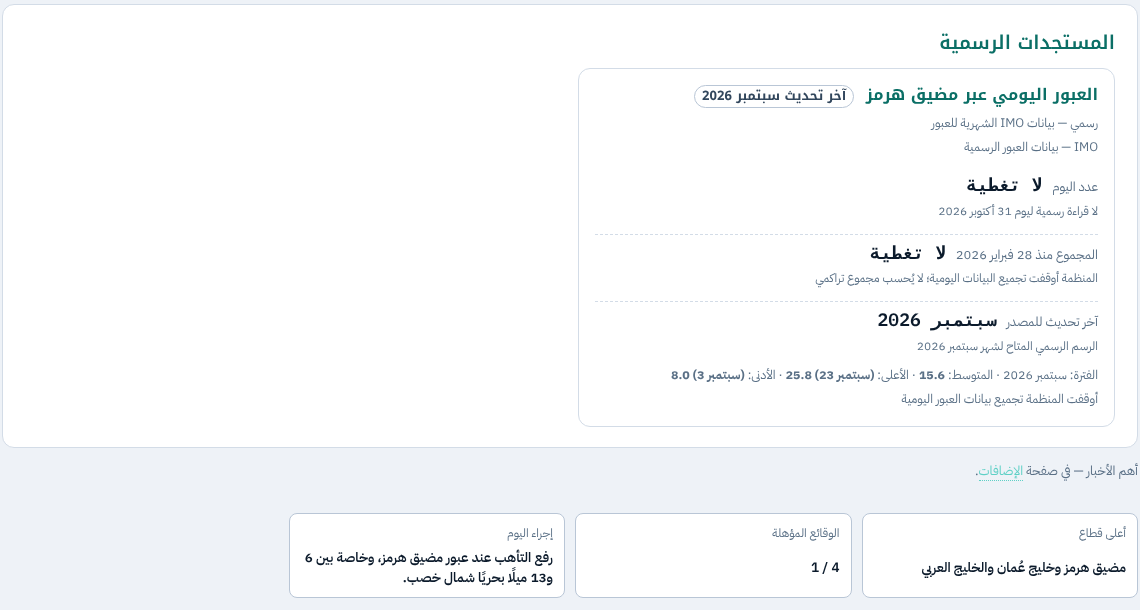 المستجدات الرسمية
العبور اليومي عبر مضيق هرمز آخر تحديث سبتمبر 2026
رسمي — بيانات IMO الشهرية للعبور
IMO — بيانات العبور الرسمية
عدد اليوم لا تغطية
لا قراءة رسمية ليوم 31 أكتوبر 2026
المجموع منذ 28 فبراير 2026 لا تغطية
المنظمة أوقفت تجميع البيانات اليومية؛ لا يُحسب مجموع تراكمي
آخر تحديث للمصدر سبتمبر 2026
الرسم الرسمي المتاح لشهر سبتمبر 2026
الفترة: سبتمبر 2026 · المتوسط: 15.6 · الأعلى: 25.8 (23 سبتمبر) · الأدنى: 8.0 (3 سبتمبر)
أوقفت المنظمة تجميع بيانات العبور اليومية
أهم الأخبار — في صفحة الإضافات.
أعلى قطاع
مضيق هرمز وخليج عُمان والخليج العربي
الوقائع المؤهلة
1 / 4
إجراء اليوم
رفع التأهب عند عبور مضيق هرمز، وخاصة بين 6
و13 ميلًا بحريًا شمال خصب.